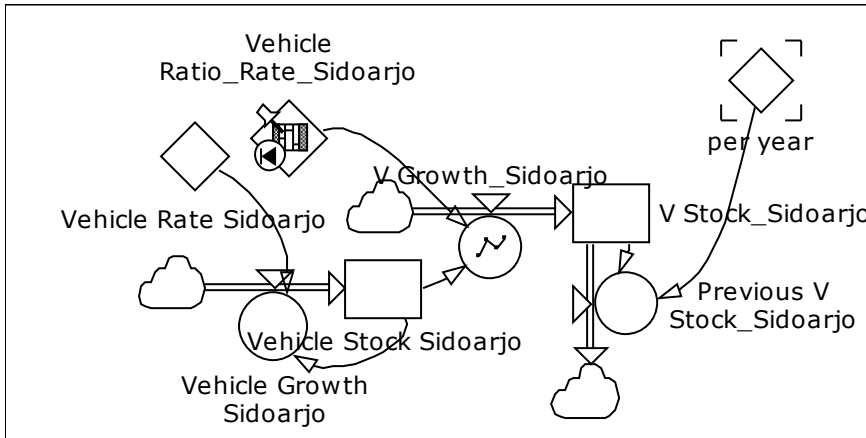 Vehicle
Ratio_Rate_Sidoarjo
per year
V Growth_Sidoarjo
Vehicle Rate Sidoarjo
V Stock_Sidoarjo
Previous V
Stock_Sidoarjo
Vehicle Stock Sidoarjo
Vehicle Growth
Sidoarjo